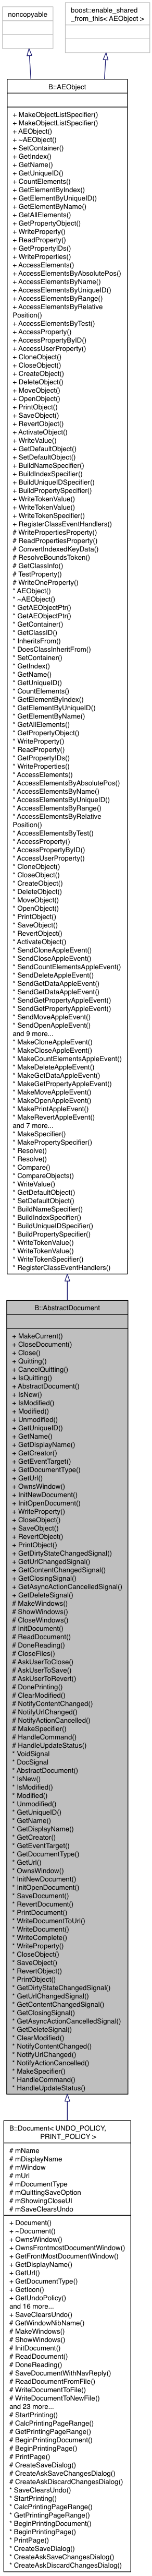 noncopyable
boost::enable_shared
_from_this< AEObject >
B::AEObject
+ MakeObjectListSpecifier()
+ MakeObjectListSpecifier()
+ AEObject()
+ ~AEObject()
+ SetContainer()
+ GetIndex()
+ GetName()
+ GetUniqueID()
+ CountElements()
+ GetElementByIndex()
+ GetElementByUniqueID()
+ GetElementByName()
+ GetAllElements()
+ GetPropertyObject()
+ WriteProperty()
+ ReadProperty()
+ GetPropertyIDs()
+ WriteProperties()
+ AccessElements()
+ AccessElementsByAbsolutePos()
+ AccessElementsByName()
+ AccessElementsByUniqueID()
+ AccessElementsByRange()
+ AccessElementsByRelative
Position()
+ AccessElementsByTest()
+ AccessProperty()
+ AccessPropertyByID()
+ AccessUserProperty()
+ CloneObject()
+ CloseObject()
+ CreateObject()
+ DeleteObject()
+ MoveObject()
+ OpenObject()
+ PrintObject()
+ SaveObject()
+ RevertObject()
+ ActivateObject()
+ WriteValue()
+ GetDefaultObject()
+ SetDefaultObject()
+ BuildNameSpecifier()
+ BuildIndexSpecifier()
+ BuildUniqueIDSpecifier()
+ BuildPropertySpecifier()
+ WriteTokenValue()
+ WriteTokenValue()
+ WriteTokenSpecifier()
+ RegisterClassEventHandlers()
# WritePropertiesProperty()
# ReadPropertiesProperty()
# ConvertIndexedKeyData()
# ResolveBoundsToken()
# GetClassInfo()
# TestProperty()
# WriteOneProperty()
* AEObject()
* ~AEObject()
* GetAEObjectPtr()
* GetAEObjectPtr()
* GetContainer()
* GetClassID()
* InheritsFrom()
* DoesClassInheritFrom()
* SetContainer()
* GetIndex()
* GetName()
* GetUniqueID()
* CountElements()
* GetElementByIndex()
* GetElementByUniqueID()
* GetElementByName()
* GetAllElements()
* GetPropertyObject()
* WriteProperty()
* ReadProperty()
* GetPropertyIDs()
* WriteProperties()
* AccessElements()
* AccessElementsByAbsolutePos()
* AccessElementsByName()
* AccessElementsByUniqueID()
* AccessElementsByRange()
* AccessElementsByRelative
Position()
* AccessElementsByTest()
* AccessProperty()
* AccessPropertyByID()
* AccessUserProperty()
* CloneObject()
* CloseObject()
* CreateObject()
* DeleteObject()
* MoveObject()
* OpenObject()
* PrintObject()
* SaveObject()
* RevertObject()
* ActivateObject()
* SendCloneAppleEvent()
* SendCloseAppleEvent()
* SendCountElementsAppleEvent()
* SendDeleteAppleEvent()
* SendGetDataAppleEvent()
* SendGetDataAppleEvent()
* SendGetPropertyAppleEvent()
* SendGetPropertyAppleEvent()
* SendMoveAppleEvent()
* SendOpenAppleEvent()
and 9 more...
* MakeCloneAppleEvent()
* MakeCloseAppleEvent()
* MakeCountElementsAppleEvent()
* MakeDeleteAppleEvent()
* MakeGetDataAppleEvent()
* MakeGetPropertyAppleEvent()
* MakeMoveAppleEvent()
* MakeOpenAppleEvent()
* MakePrintAppleEvent()
* MakeRevertAppleEvent()
and 7 more...
* MakeSpecifier()
* MakePropertySpecifier()
* Resolve()
* Resolve()
* Compare()
* CompareObjects()
* WriteValue()
* GetDefaultObject()
* SetDefaultObject()
* BuildNameSpecifier()
* BuildIndexSpecifier()
* BuildUniqueIDSpecifier()
* BuildPropertySpecifier()
* WriteTokenValue()
* WriteTokenValue()
* WriteTokenSpecifier()
* RegisterClassEventHandlers()
B::AbstractDocument
+ MakeCurrent()
+ CloseDocument()
+ Close()
+ Quitting()
+ CancelQuitting()
+ IsQuitting()
+ AbstractDocument()
+ IsNew()
+ IsModified()
+ Modified()
+ Unmodified()
+ GetUniqueID()
+ GetName()
+ GetDisplayName()
+ GetCreator()
+ GetEventTarget()
+ GetDocumentType()
+ GetUrl()
+ OwnsWindow()
+ InitNewDocument()
+ InitOpenDocument()
+ WriteProperty()
+ CloseObject()
+ SaveObject()
+ RevertObject()
+ PrintObject()
+ GetDirtyStateChangedSignal()
+ GetUrlChangedSignal()
+ GetContentChangedSignal()
+ GetClosingSignal()
+ GetAsyncActionCancelledSignal()
+ GetDeleteSignal()
# MakeWindows()
# ShowWindows()
# CloseWindows()
# InitDocument()
# ReadDocument()
# DoneReading()
# CloseFiles()
# AskUserToClose()
# AskUserToSave()
# AskUserToRevert()
# DonePrinting()
# ClearModified()
# NotifyContentChanged()
# NotifyUrlChanged()
# NotifyActionCancelled()
# MakeSpecifier()
# HandleCommand()
# HandleUpdateStatus()
* VoidSignal
* DocSignal
* AbstractDocument()
* IsNew()
* IsModified()
* Modified()
* Unmodified()
* GetUniqueID()
* GetName()
* GetDisplayName()
* GetCreator()
* GetEventTarget()
* GetDocumentType()
* GetUrl()
* OwnsWindow()
* InitNewDocument()
* InitOpenDocument()
* SaveDocument()
* RevertDocument()
* PrintDocument()
* WriteDocumentToUrl()
* WriteDocument()
* WriteComplete()
* WriteProperty()
* CloseObject()
* SaveObject()
* RevertObject()
* PrintObject()
* GetDirtyStateChangedSignal()
* GetUrlChangedSignal()
* GetContentChangedSignal()
* GetClosingSignal()
* GetAsyncActionCancelledSignal()
* GetDeleteSignal()
* ClearModified()
* NotifyContentChanged()
* NotifyUrlChanged()
* NotifyActionCancelled()
* MakeSpecifier()
* HandleCommand()
* HandleUpdateStatus()
B::Document< UNDO_POLICY,
PRINT_POLICY >
# mName
# mDisplayName
# mWindow
# mUrl
# mDocumentType
# mQuittingSaveOption
# mShowingCloseUI
# mSaveClearsUndo
+ Document()
+ ~Document()
+ OwnsWindow()
+ OwnsFrontmostDocumentWindow()
+ GetFrontMostDocumentWindow()
+ GetDisplayName()
+ GetUrl()
+ GetDocumentType()
+ GetIcon()
+ GetUndoPolicy()
and 16 more...
+ SaveClearsUndo()
# GetWindowNibName()
# MakeWindows()
# ShowWindows()
# InitDocument()
# ReadDocument()
# DoneReading()
# SaveDocumentWithNavReply()
# ReadDocumentFromFile()
# WriteDocumentToFile()
# WriteDocumentToNewFile()
and 23 more...
# StartPrinting()
# CalcPrintingPageRange()
# GetPrintingPageRange()
# BeginPrintingDocument()
# BeginPrintingPage()
# PrintPage()
# CreateSaveDialog()
# CreateAskSaveChangesDialog()
# CreateAskDiscardChangesDialog()
* SaveClearsUndo()
* StartPrinting()
* CalcPrintingPageRange()
* GetPrintingPageRange()
* BeginPrintingDocument()
* BeginPrintingPage()
* PrintPage()
* CreateSaveDialog()
* CreateAskSaveChangesDialog()
* CreateAskDiscardChangesDialog()